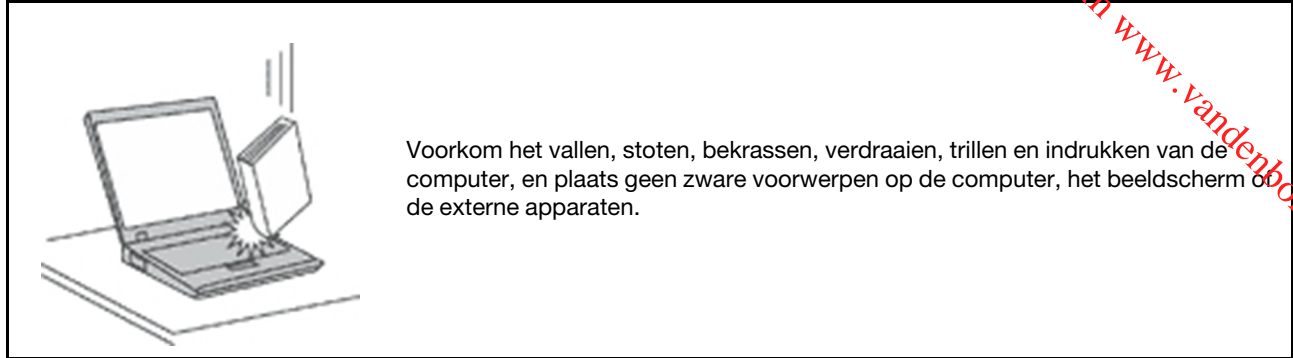 www.vandenbo
Voorkom het vallen, stoten, bekrassen, verdraaien, trillen en indrukken van de
computer, en plaats geen zware voorwerpen op de computer, het beeldscherm of
de externe apparaten.